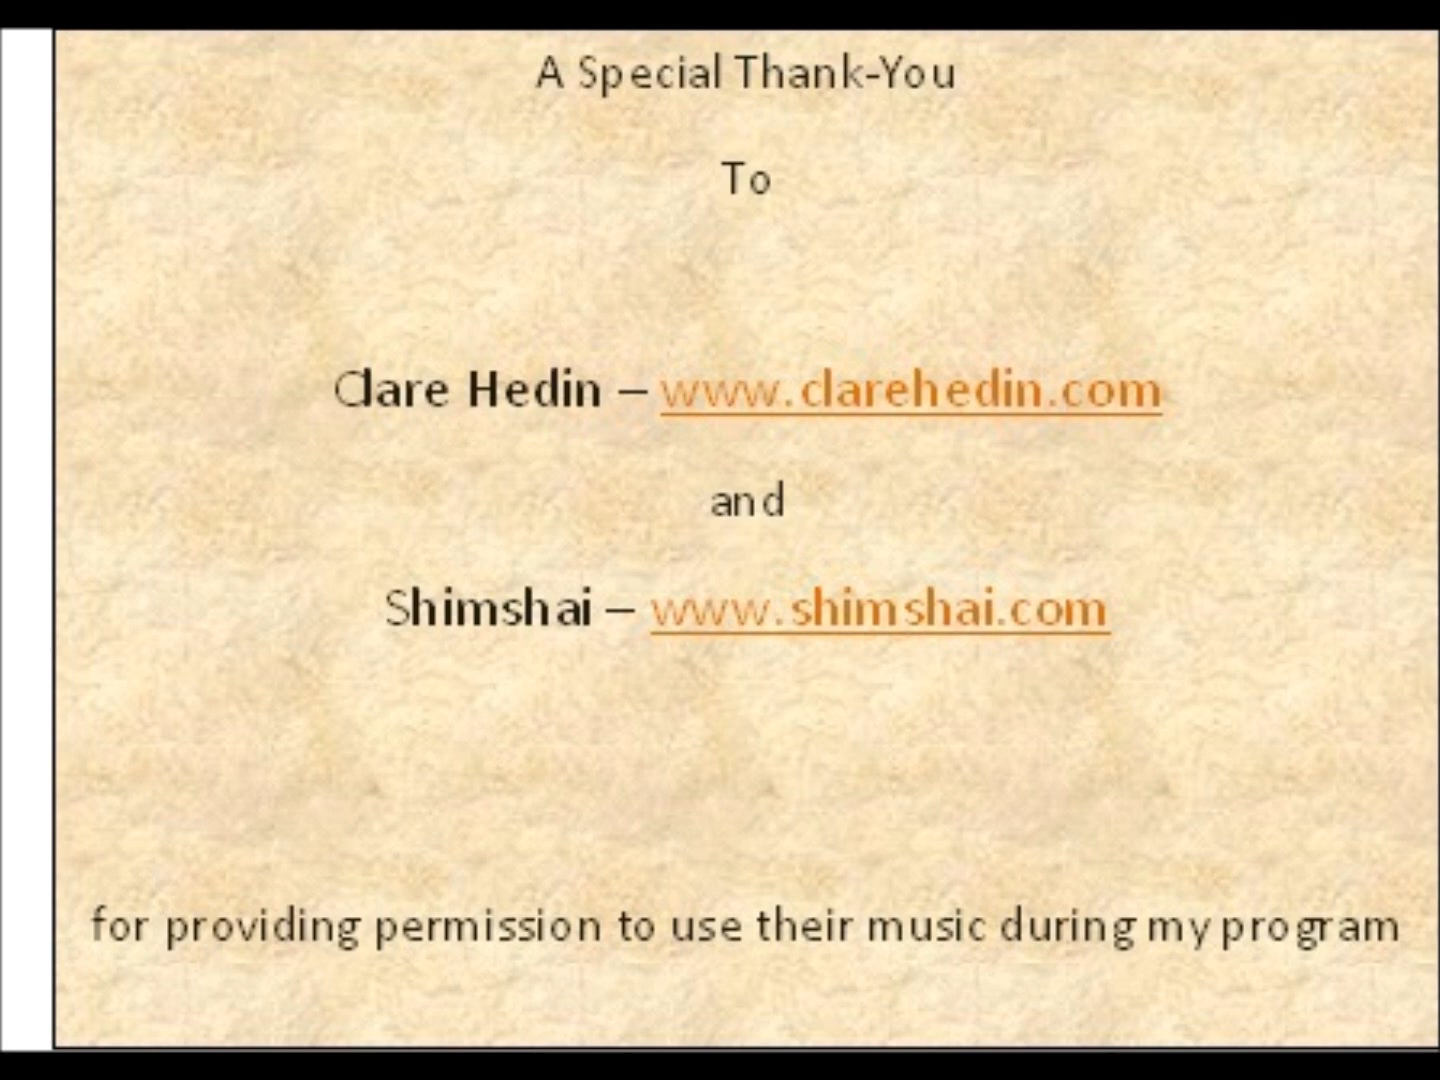 A Special Thank-You
To
Clare Hedin – www.clarehedin.com
and
Shimshai – www.shimshai.com
for providing permission to use their music during my program